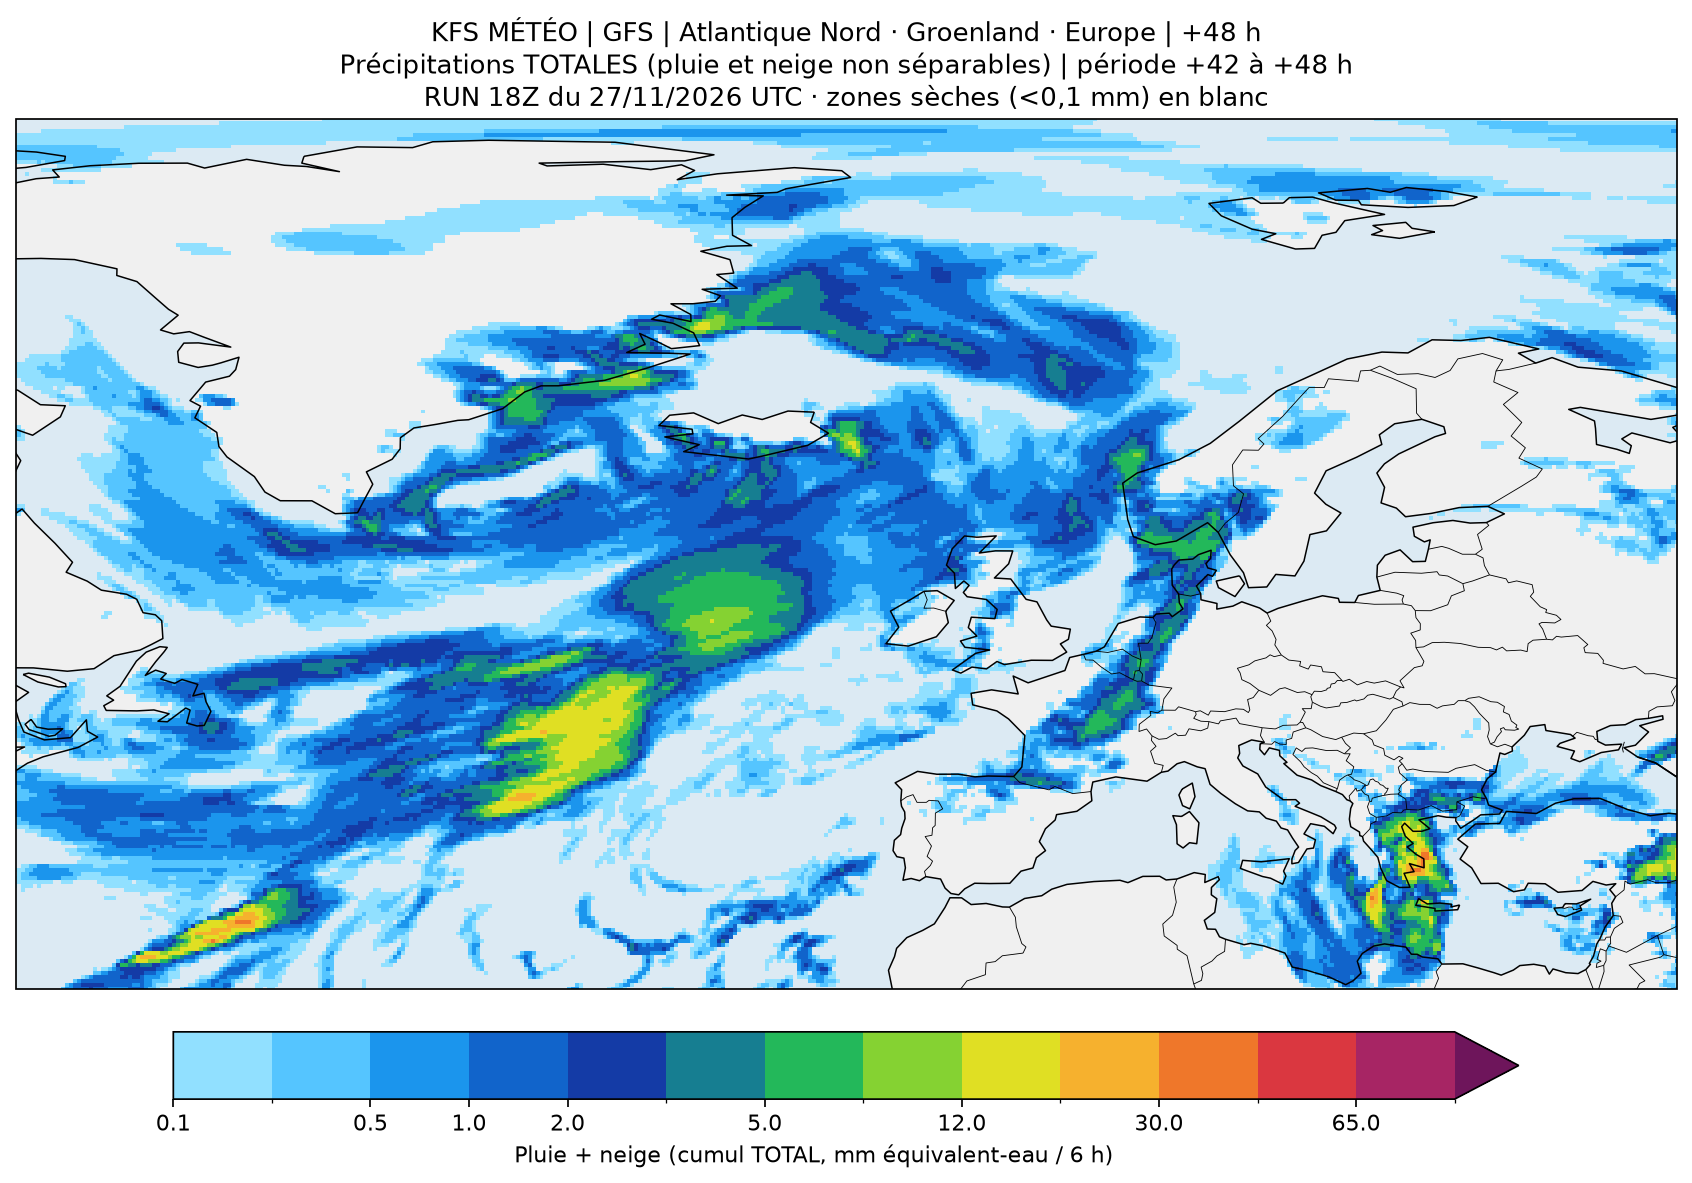 KFS MÉTÉO | GFS | Atlantique Nord · Groenland · Europe | +48 h
Précipitations TOTALES (pluie et neige non séparables) | période +42 à +48 h
RUN 18Z du 27/11/2026 UTC · zones sèches (<0,1 mm) en blanc
0.1 0.5 1.0 2.0 5.0 12.0 30.0 65.0
Pluie + neige (cumul TOTAL, mm équivalent-eau / 6 h)